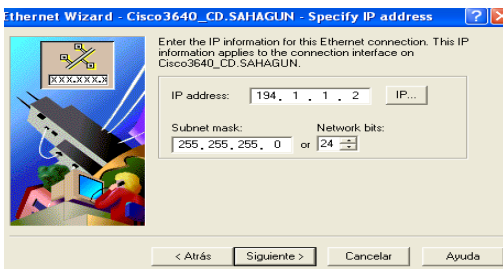 Ethernet Wizard - Cisco3640_CD.SAHAGUN - Specify IP address
Enter the IP information for this Ethernet connection. This IP
information applies to the connection interface on
Cisco3640_CD.SAHAGUN.
xxx.xxx.x
IP address: 194 . 1 . 1 . 2 IP...
Subnet mask: Network bits:
255 . 255 . 255 . 0 or 24
< Atrás Siguiente > Cancelar Ayuda